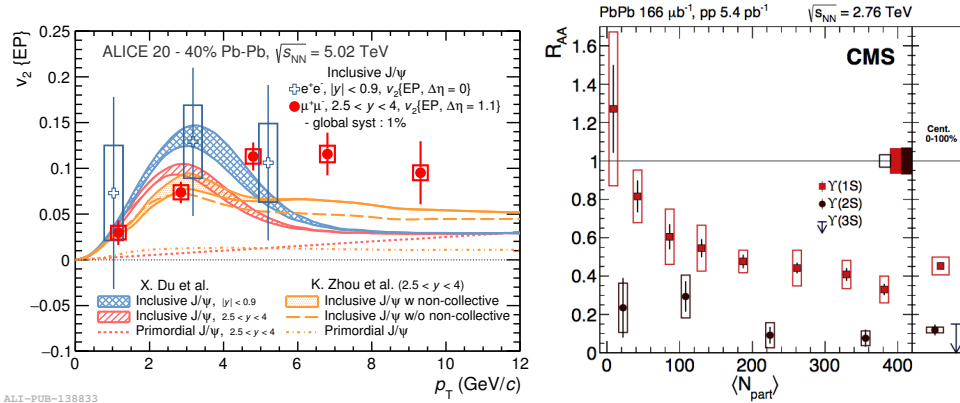 ALICE 20 - 40% Pb-Pb, √s_NN = 5.02 TeV
Inclusive J/ψ
e⁺e⁻, |y| < 0.9, v₂{EP, Δη = 0}
μ⁺μ⁻, 2.5 < y < 4, v₂{EP, Δη = 1.1}
- global syst : 1%
v₂ {EP}
0.25
0.2
0.15
0.1
0.05
0
−0.05
−0.1
X. Du et al.
Inclusive J/ψ, |y| < 0.9
Inclusive J/ψ, 2.5 < y < 4
Primordial J/ψ, 2.5 < y < 4
K. Zhou et al. (2.5 < y < 4)
Inclusive J/ψ w non-collective
Inclusive J/ψ w/o non-collective
Primordial J/ψ
0 2 4 6 8 10 12
p_T (GeV/c)
ALI-PUB-138833
PbPb 166 μb⁻¹, pp 5.4 pb⁻¹ √s_NN = 2.76 TeV
R_AA
CMS
Cent.
0-100%
1.6
1.4
1.2
1
0.8
0.6
0.4
0.2
0
ϒ(1S)
ϒ(2S)
ϒ(3S)
0 100 200 300 400
⟨N_part⟩